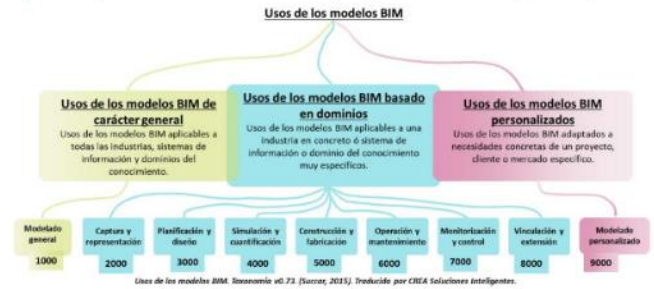 Usos de los modelos BIM
Usos de los modelos BIM de
carácter general
Usos de los modelos BIM aplicables a
todas las industrias, sistemas de
información y dominios del
conocimiento.
Usos de los modelos BIM basado
en dominios
Usos de los modelos BIM aplicables a una
Industria en concreto ó sistema de
información o dominio del conocimiento
muy específicos.
Usos de los modelos BIM
personalizados
Usos de los modelos BIM adaptados a
necesidades concretas de un proyecto,
cliente o mercado específico.
Modelado
general
1000
Captura y
representación
2000
Planificación y
diseño
3000
Simulación y
cuantificación
4000
Construcción y
fabricación
5000
Operación y
mantenimiento
6000
Monitorización
y control
7000
Vinculación y
extensión
8000
Modelado
personalizado
9000
Usos de los modelos BIM. Taxonomía v0.73. (Succar, 2015). Traducido por CREA Soluciones Inteligentes.